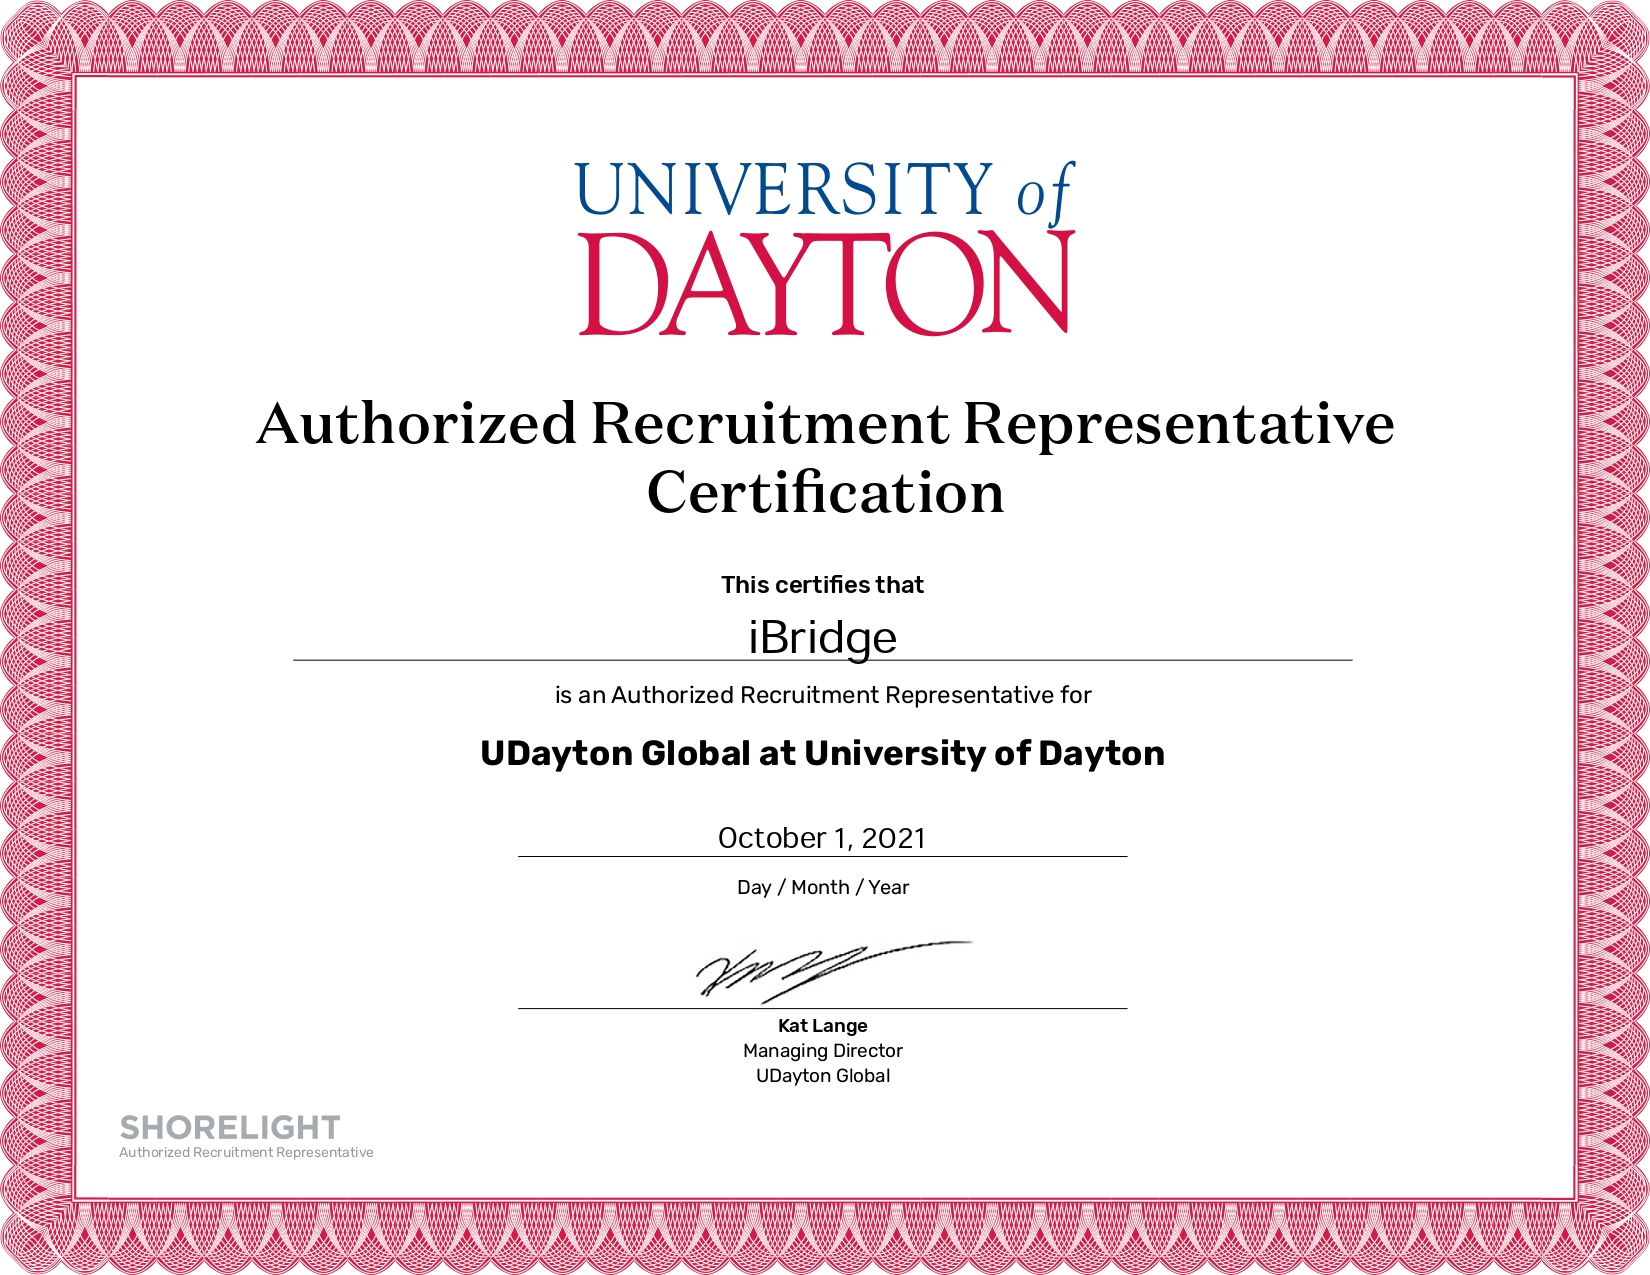 UNIVERSITY of
DAYTON
Authorized Recruitment Representative
Certification
This certifies that
iBridge
is an Authorized Recruitment Representative for
UDayton Global at University of Dayton
October 1, 2021
Day / Month / Year
Kat Lange
Managing Director
UDayton Global
SHORELIGHT
Authorized Recruitment Representative